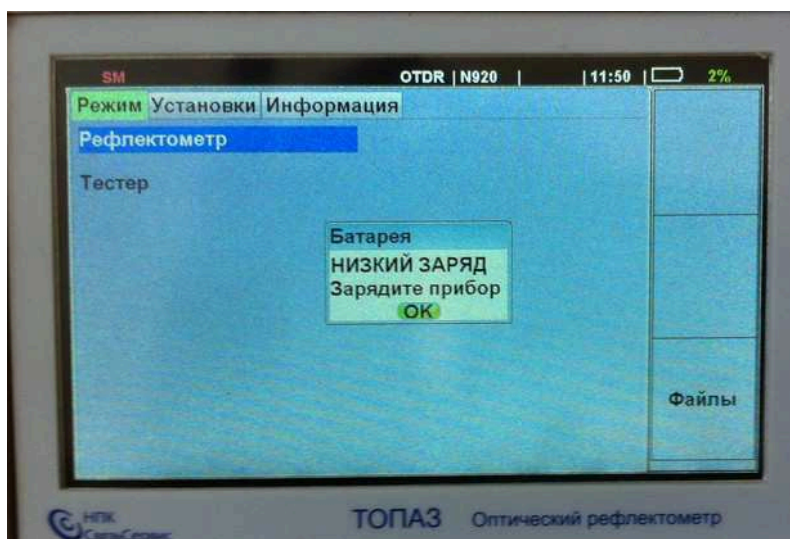 SM OTDR | N920 | | 11:50 | 2%
Режим Установки Информация
Рефлектометр
Тестер
Батарея
НИЗКИЙ ЗАРЯД
Зарядите прибор
OK
Файлы
НПК
СвязьСервис
ТОПАЗ Оптический рефлектометр